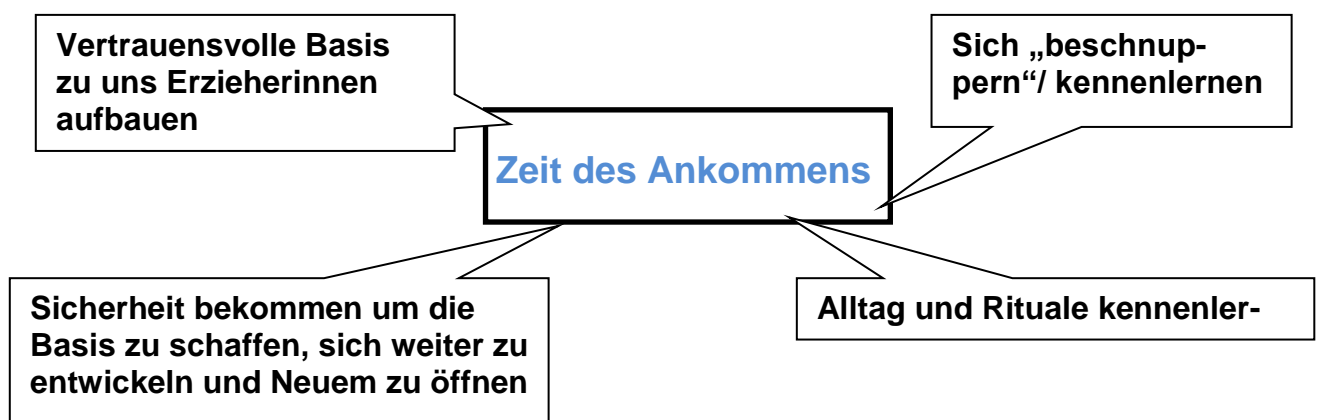 Vertrauensvolle Basis
zu uns Erzieherinnen
aufbauen
Sich „beschnup-
pern“/ kennenlernen
Zeit des Ankommens
Sicherheit bekommen um die
Basis zu schaffen, sich weiter zu
entwickeln und Neuem zu öffnen
Alltag und Rituale kennenler-